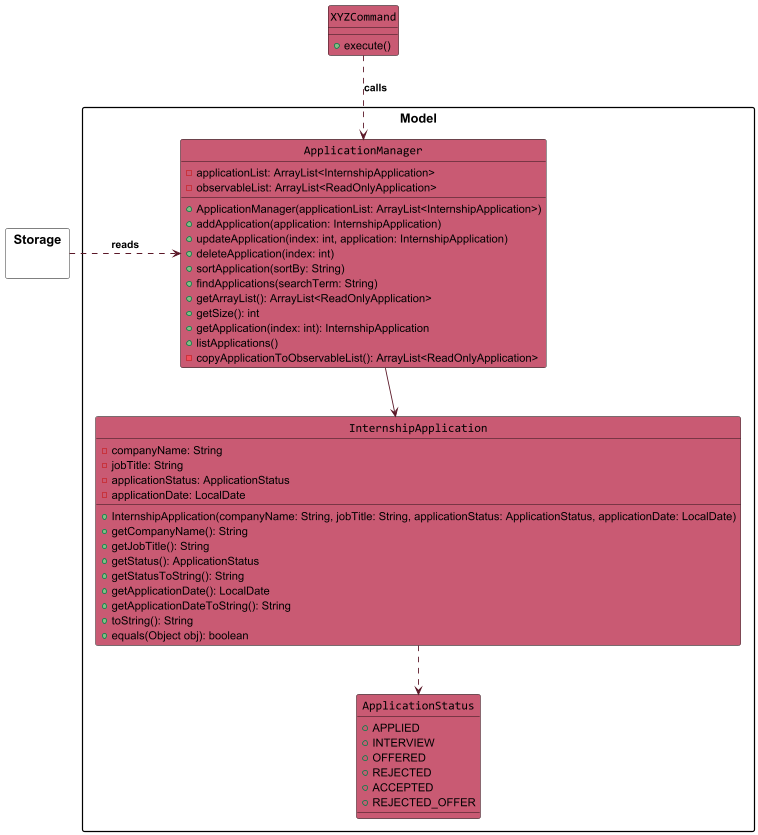 XYZCommand
execute()
calls
Model
ApplicationManager
applicationList: ArrayList<InternshipApplication>
observableList: ArrayList<ReadOnlyApplication>
ApplicationManager(applicationList: ArrayList<InternshipApplication>)
addApplication(application: InternshipApplication)
updateApplication(index: int, application: InternshipApplication)
deleteApplication(index: int)
sortApplication(sortBy: String)
findApplications(searchTerm: String)
getArrayList(): ArrayList<ReadOnlyApplication>
getSize(): int
getApplication(index: int): InternshipApplication
listApplications()
copyApplicationToObservableList(): ArrayList<ReadOnlyApplication>
Storage
reads
InternshipApplication
companyName: String
jobTitle: String
applicationStatus: ApplicationStatus
applicationDate: LocalDate
InternshipApplication(companyName: String, jobTitle: String, applicationStatus: ApplicationStatus, applicationDate: LocalDate)
getCompanyName(): String
getJobTitle(): String
getStatus(): ApplicationStatus
getStatusToString(): String
getApplicationDate(): LocalDate
getApplicationDateToString(): String
toString(): String
equals(Object obj): boolean
ApplicationStatus
APPLIED
INTERVIEW
OFFERED
REJECTED
ACCEPTED
REJECTED_OFFER